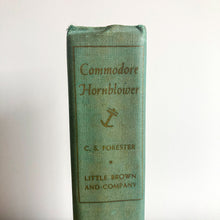 Commodore
Hornblower
C. S. FORESTER
LITTLE BROWN
AND COMPANY